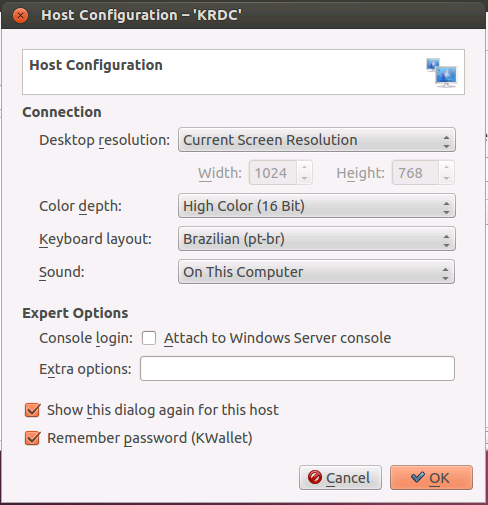 Host Configuration – 'KRDC'
Host Configuration
Connection
Desktop resolution: Current Screen Resolution
Width: 1024 Height: 768
Color depth: High Color (16 Bit)
Keyboard layout: Brazilian (pt-br)
Sound: On This Computer
Expert Options
Console login: Attach to Windows Server console
Extra options:
Show this dialog again for this host
Remember password (KWallet)
Cancel OK